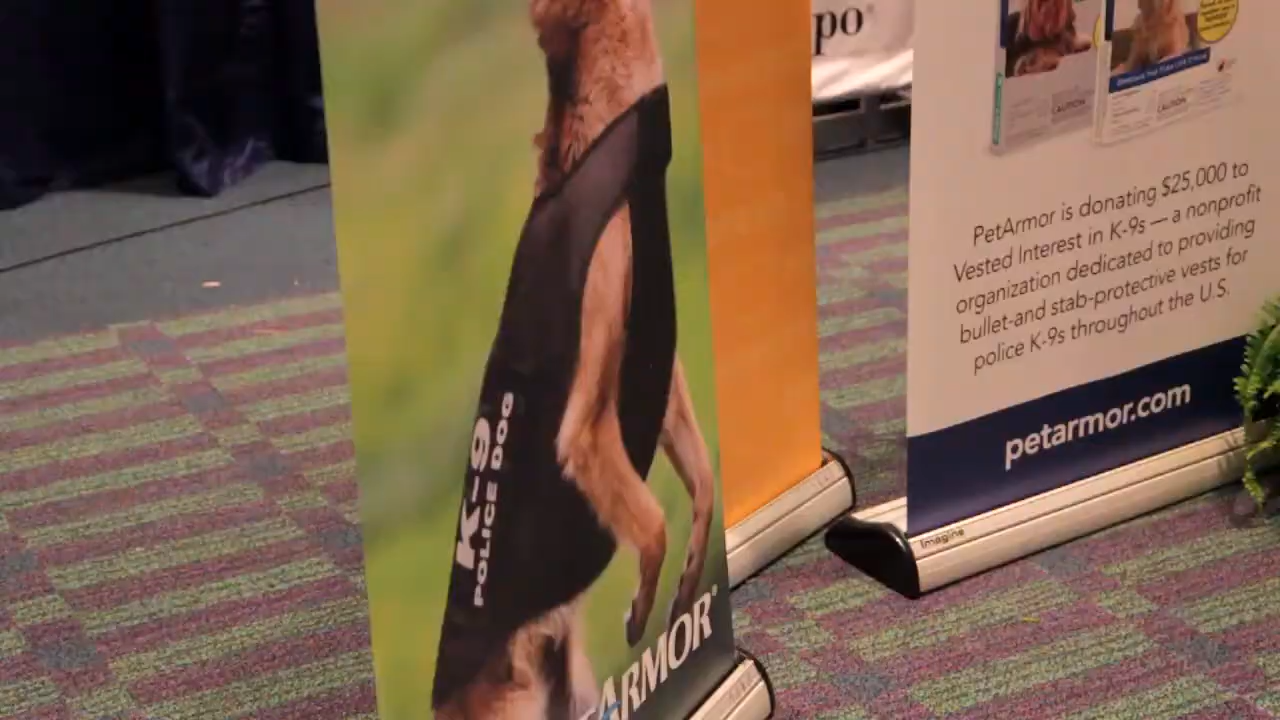 K-9
POLICE DOG
ARMOR®
po®
CAUTION
CAUTION
PetArmor is donating $25,000 to
Vested Interest in K-9s — a nonprofit
organization dedicated to providing
bullet-and stab-protective vests for
police K-9s throughout the U.S.
petarmor.com
Imagine